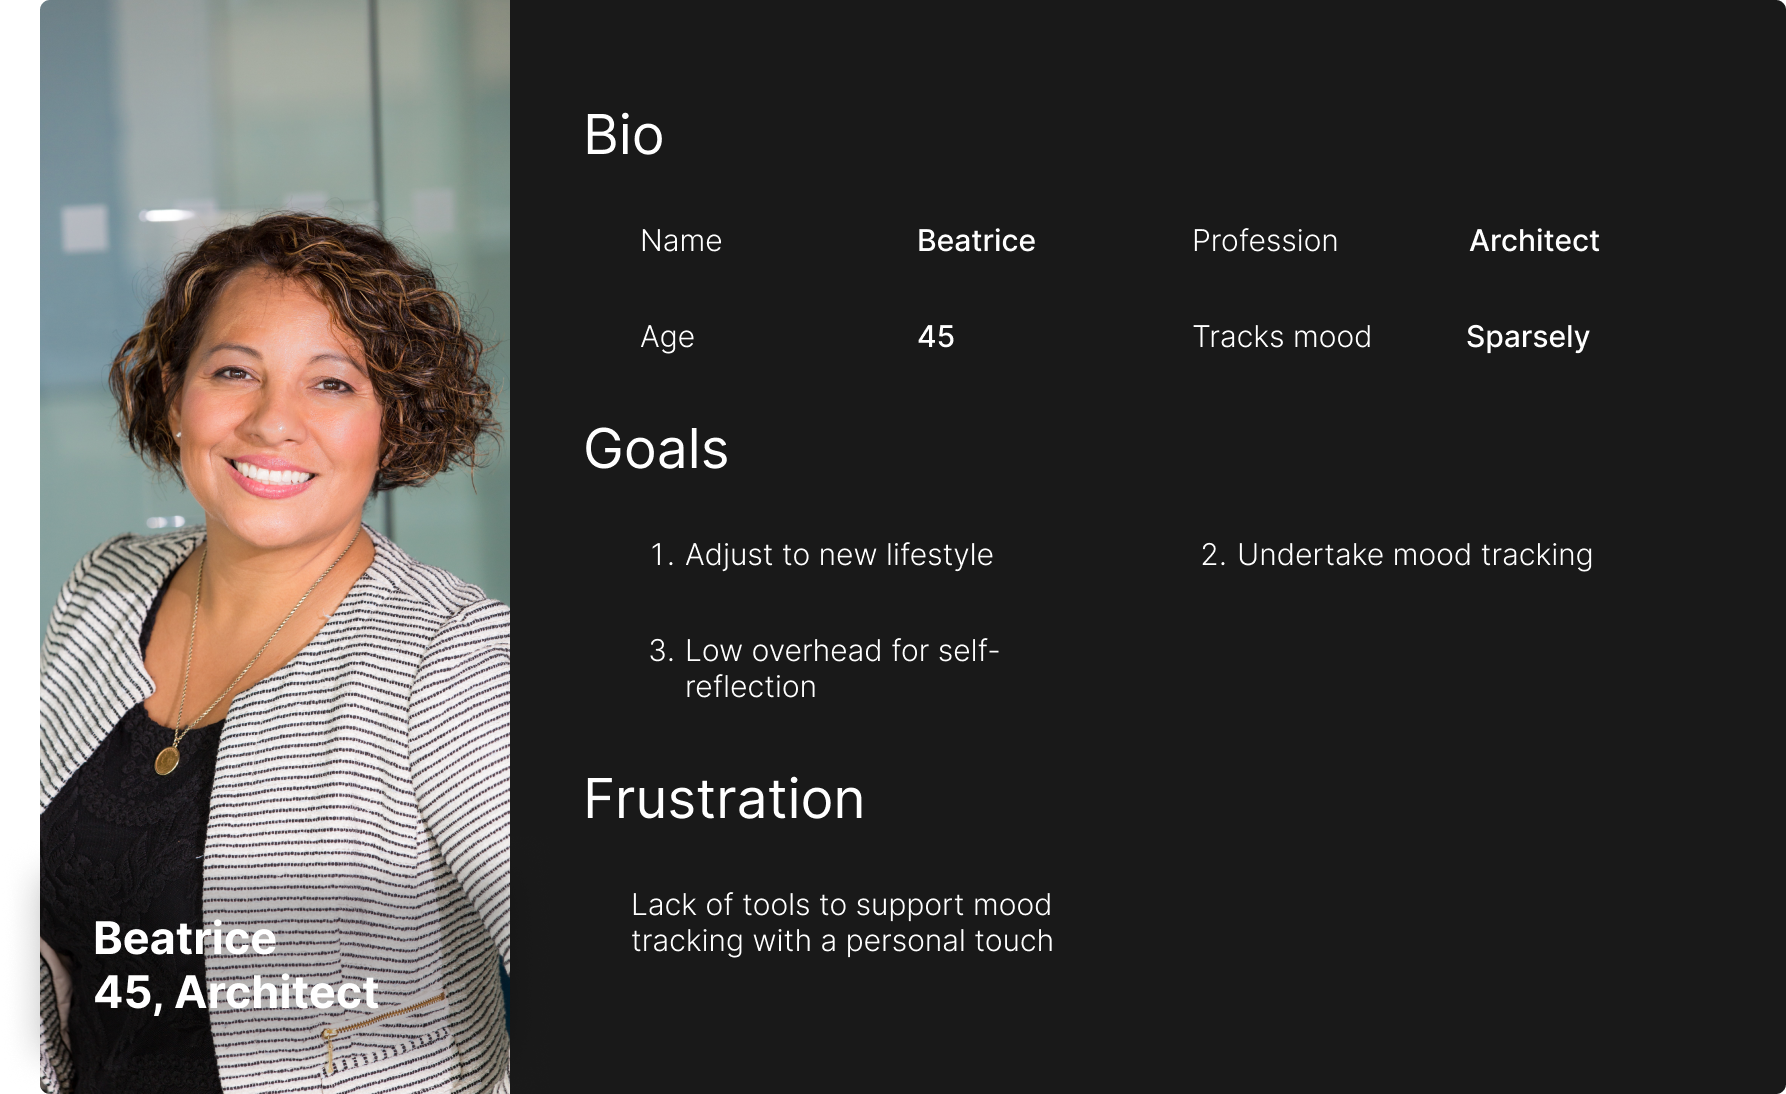 Bio
Name Beatrice Profession Architect
Age 45 Tracks mood Sparsely
Goals
1. Adjust to new lifestyle 2. Undertake mood tracking
3. Low overhead for self-
reflection
Frustration
Lack of tools to support mood
tracking with a personal touch
Beatrice
45, Architect